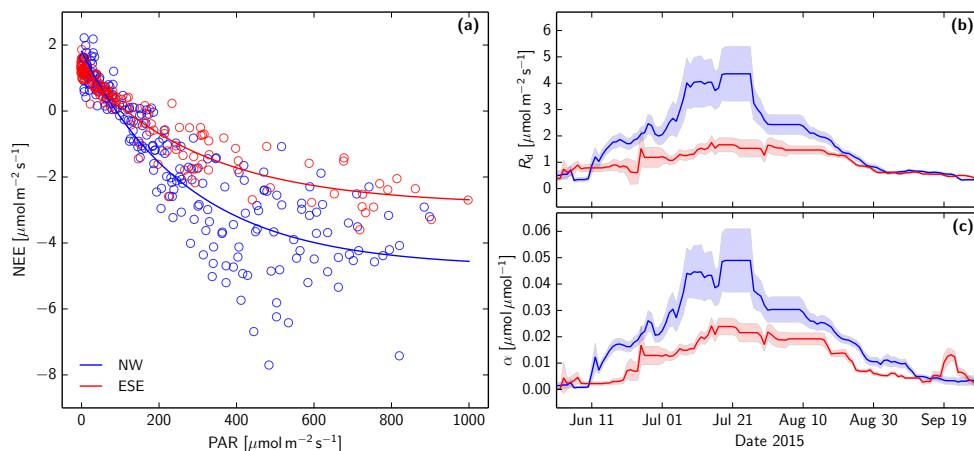 (a)
2
0
−2
−4
−6
−8
NEE [μmol m⁻² s⁻¹]
NW
ESE
0 200 400 600 800 1000
PAR [μmol m⁻² s⁻¹]
(b)
6
5
4
3
2
1
0
R_d [μmol m⁻² s⁻¹]
(c)
0.06
0.05
0.04
0.03
0.02
0.01
0.00
α [μmol μmol⁻¹]
Jun 11 Jul 01 Jul 21 Aug 10 Aug 30 Sep 19
Date 2015